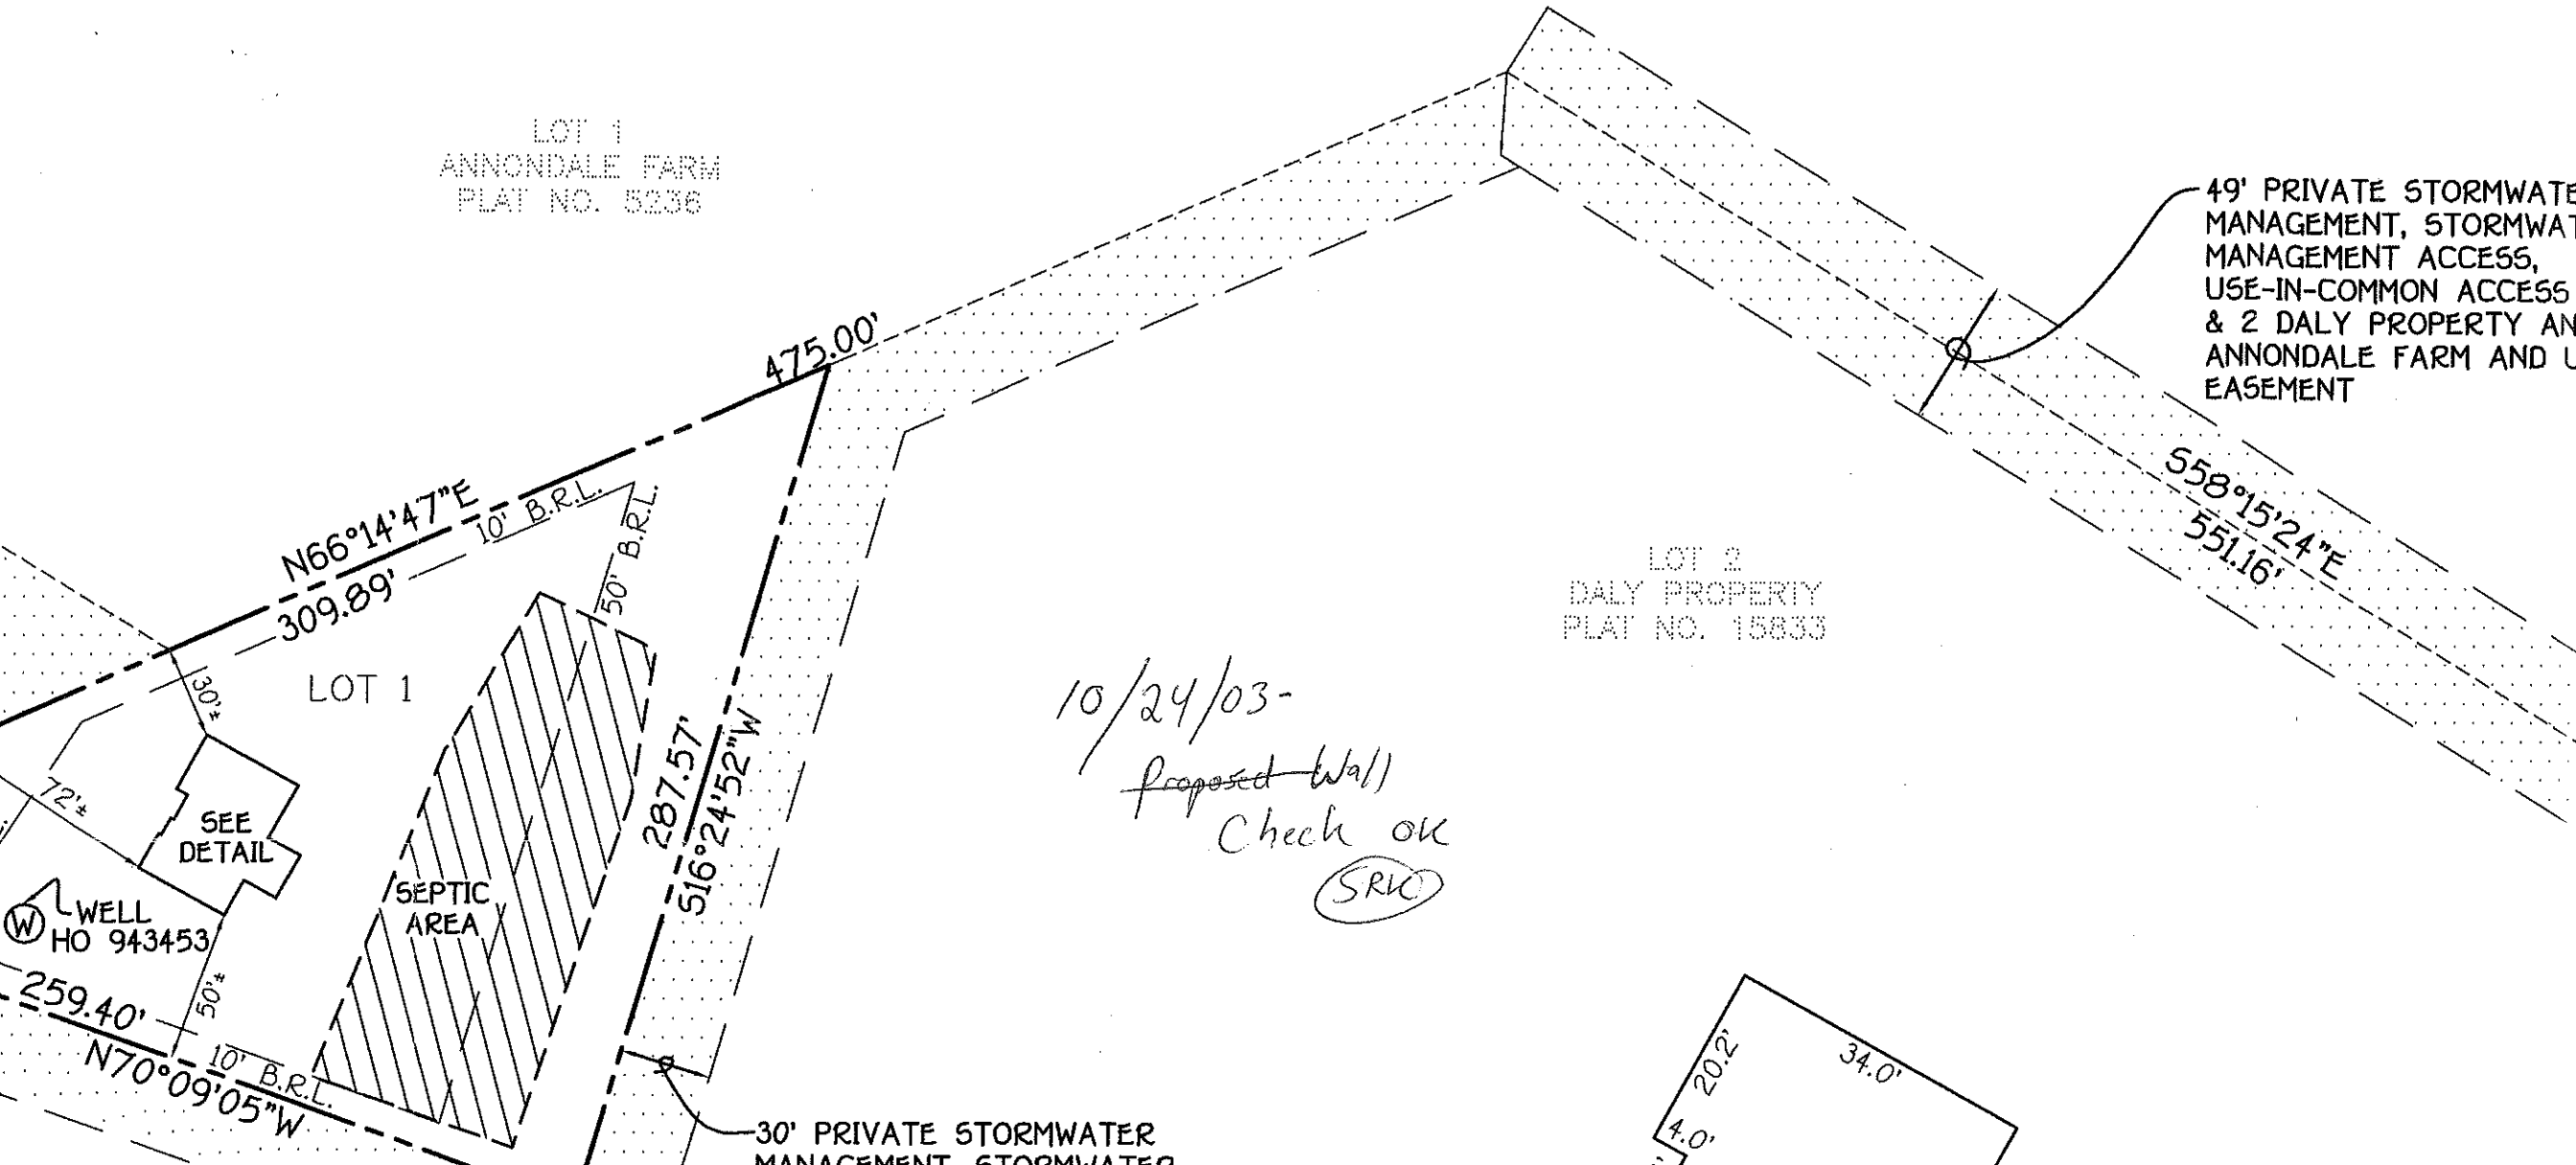 LOT 1
ANNONDALE FARM
PLAT NO. 5236
49' PRIVATE STORMWATE
MANAGEMENT, STORMWAT
MANAGEMENT ACCESS,
USE-IN-COMMON ACCESS
& 2 DALY PROPERTY AN
ANNONDALE FARM AND U
EASEMENT
475.00'
N66°14'47"E
309.89'
10' B.R.L.
50' B.R.L.
S58°15'24"E
551.16'
LOT 2
DALY PROPERTY
PLAT NO. 15833
LOT 1
30'±
72'±
SEE
DETAIL
287.57'
S16°24'52"W
10/24/03-
Proposed Wall
Check OK
SRK
SEPTIC
AREA
W
WELL
HO 943453
50'±
259.40'
N70°09'05"W
10' B.R.L.
20.2'
34.0'
4.0'
30' PRIVATE STORMWATER
MANAGEMENT, STORMWATER